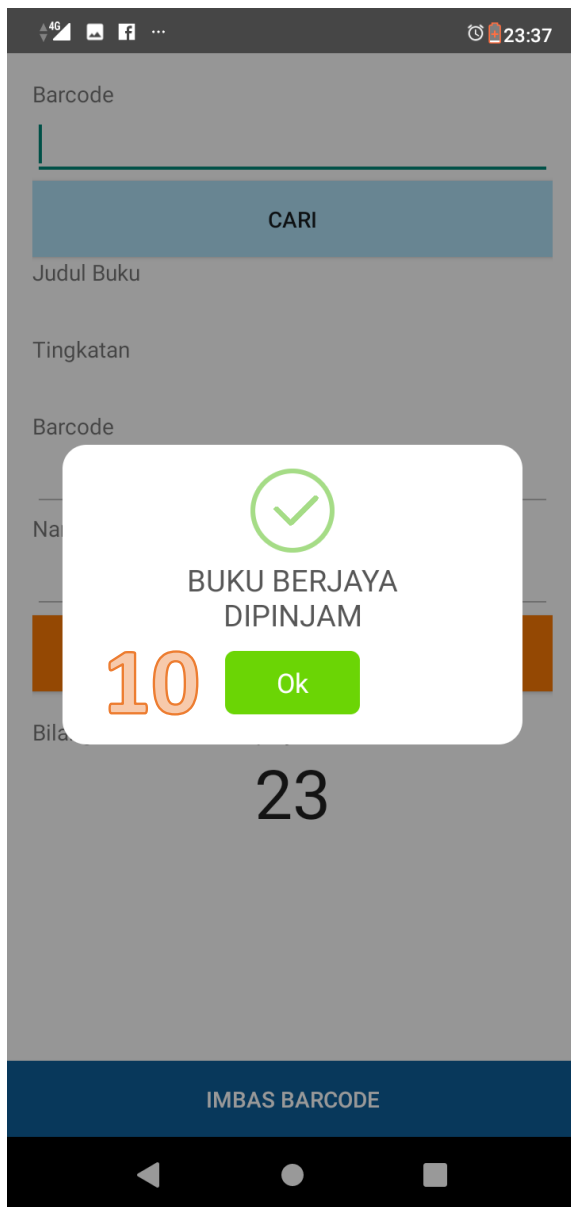 4G
23:37
Barcode
CARI
Judul Buku
Tingkatan
Barcode
BUKU BERJAYA
DIPINJAM
10
Ok
23
IMBAS BARCODE